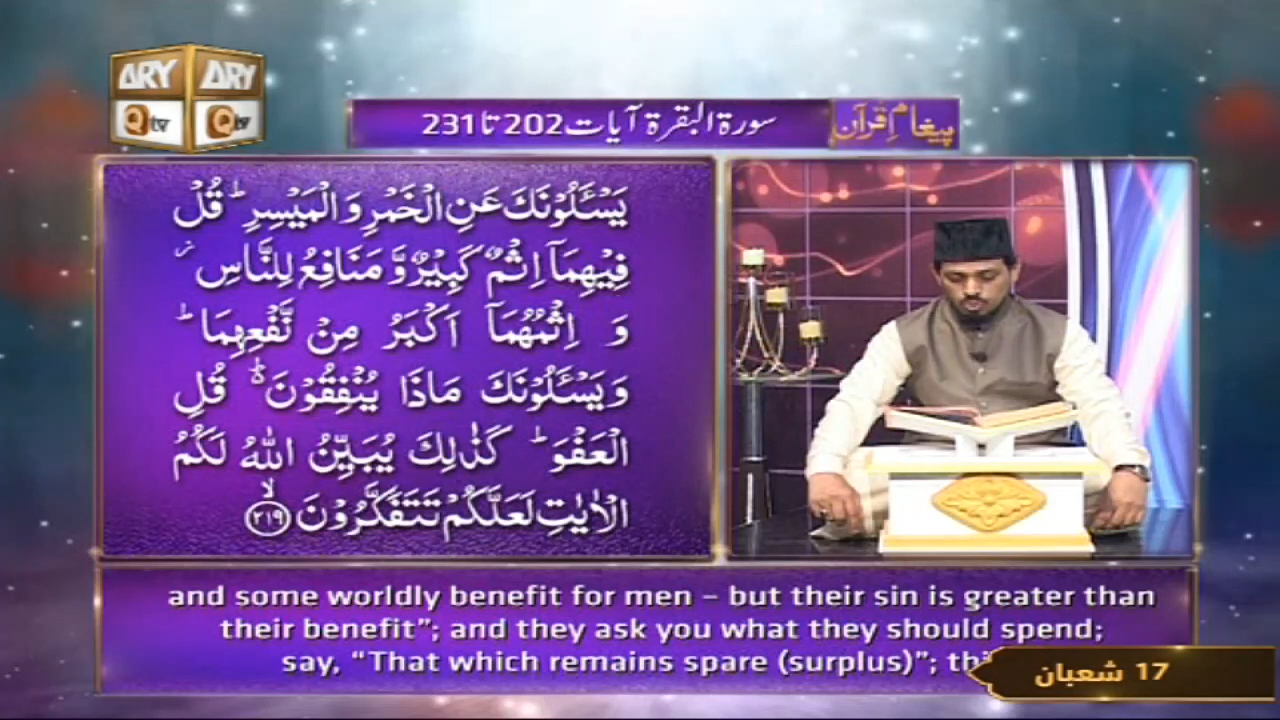 ARY ARY
Qtv Qtv
سورۃ البقرۃ آیات 202 تا 231
پیغامِ قرآن
یَسْـَٔلُوْنَكَ عَنِ الْخَمْرِ وَ الْمَیْسِرِ ؕ قُلْ
فِیْهِمَاۤ اِثْمٌ كَبِیْرٌ وَّ مَنَافِعُ لِلنَّاسِ ؗ
وَ اِثْمُهُمَاۤ اَكْبَرُ مِنْ نَّفْعِهِمَا ؕ
وَ یَسْـَٔلُوْنَكَ مَا ذَا یُنْفِقُوْنَ ؕ۬ قُلِ
الْعَفْوَ ؕ كَذٰلِكَ یُبَیِّنُ اللّٰهُ لَكُمُ
الْاٰیٰتِ لَعَلَّكُمْ تَتَفَكَّرُوْنَ ۙ﴿۲۱۹﴾
and some worldly benefit for men – but their sin is greater than
their benefit”; and they ask you what they should spend;
say, “That which remains spare (surplus)”;
17 شعبان